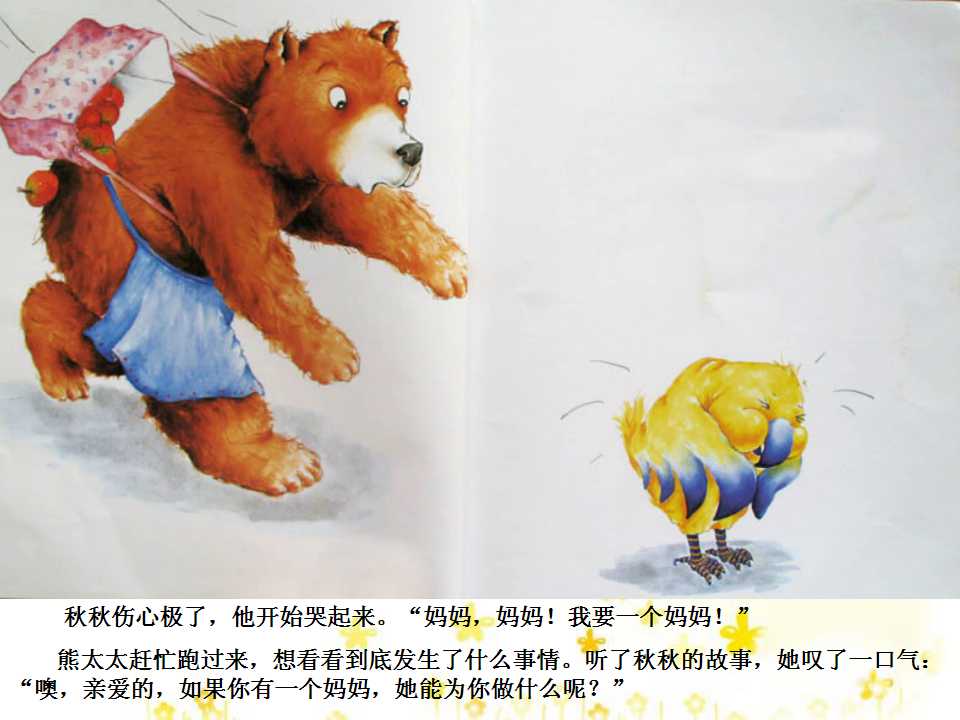 秋秋伤心极了，他开始哭起来。“妈妈，妈妈！我要一个妈妈！”
熊太太赶忙跑过来，想看看到底发生了什么事情。听了秋秋的故事，她叹了一口气：
“噢，亲爱的，如果你有一个妈妈，她能为你做什么呢？”